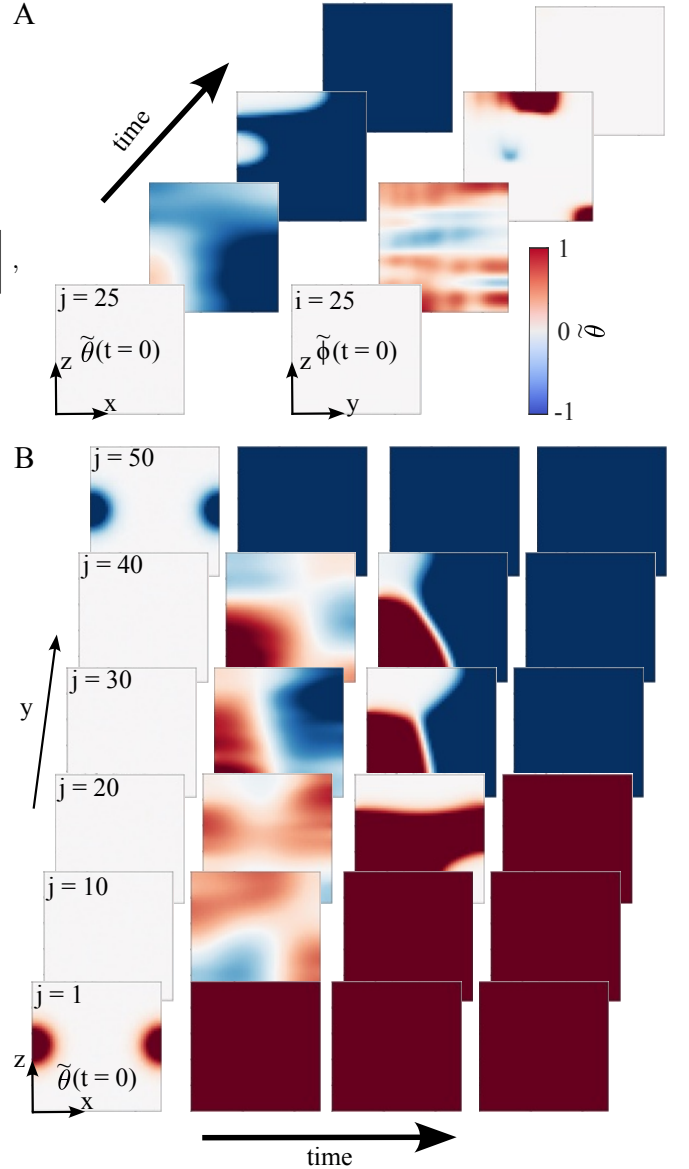 A
time
,
j = 25
θ̃(t = 0)
z
x
i = 25
ϕ̃(t = 0)
z
y
1
0
θ̃
-1
B
j = 50
j = 40
j = 30
y
j = 20
j = 10
j = 1
θ̃(t = 0)
z
x
time